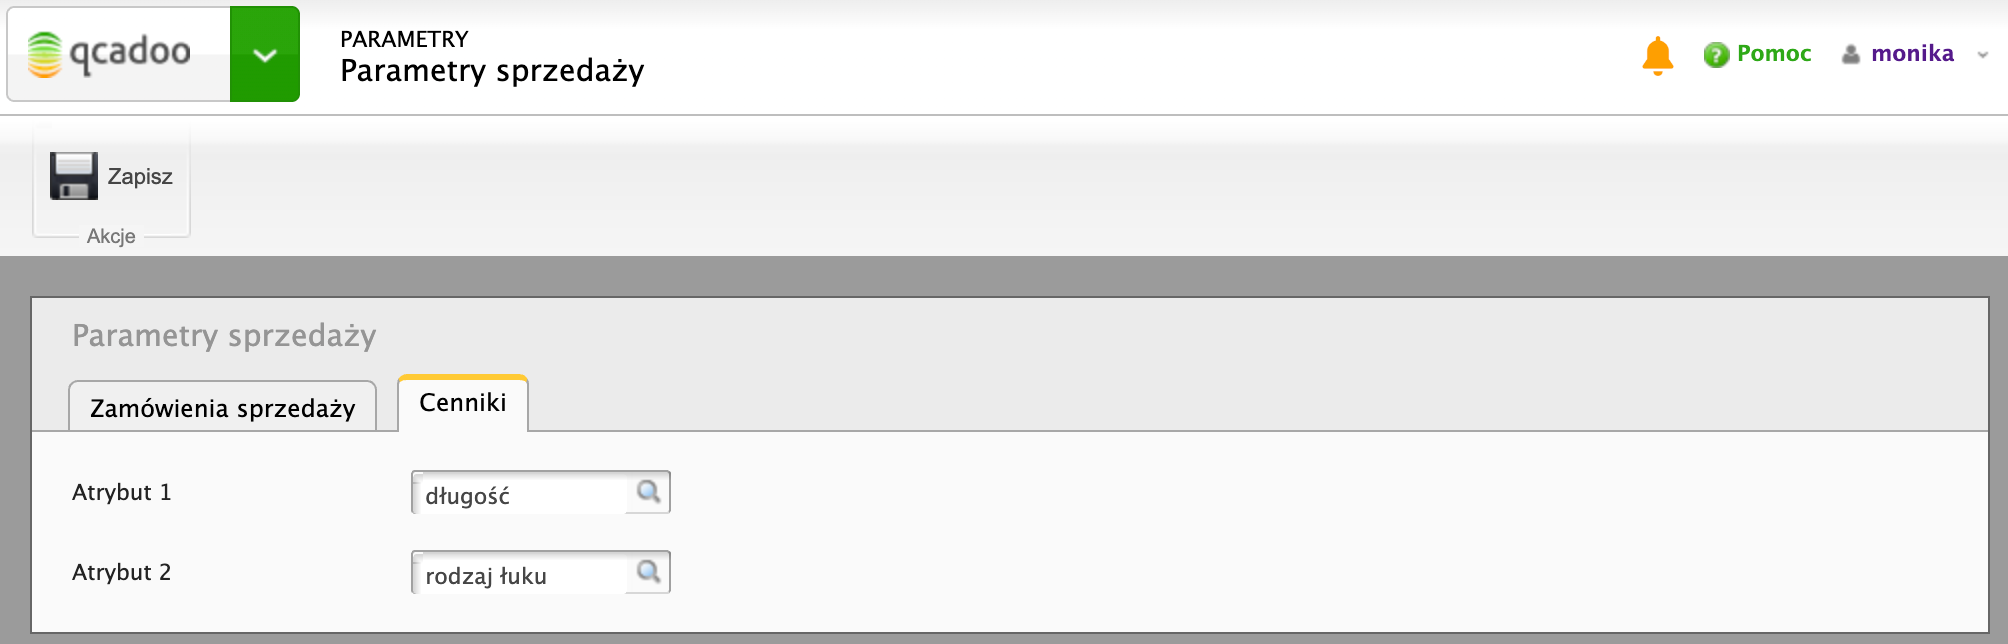 qcadoo
PARAMETRY
Parametry sprzedaży
? Pomoc
monika
Zapisz
Akcje
Parametry sprzedaży
Zamówienia sprzedaży
Cenniki
Atrybut 1
długość
Atrybut 2
rodzaj łuku